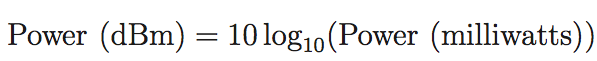 Power (dBm) = 10 log₁₀(Power (milliwatts))